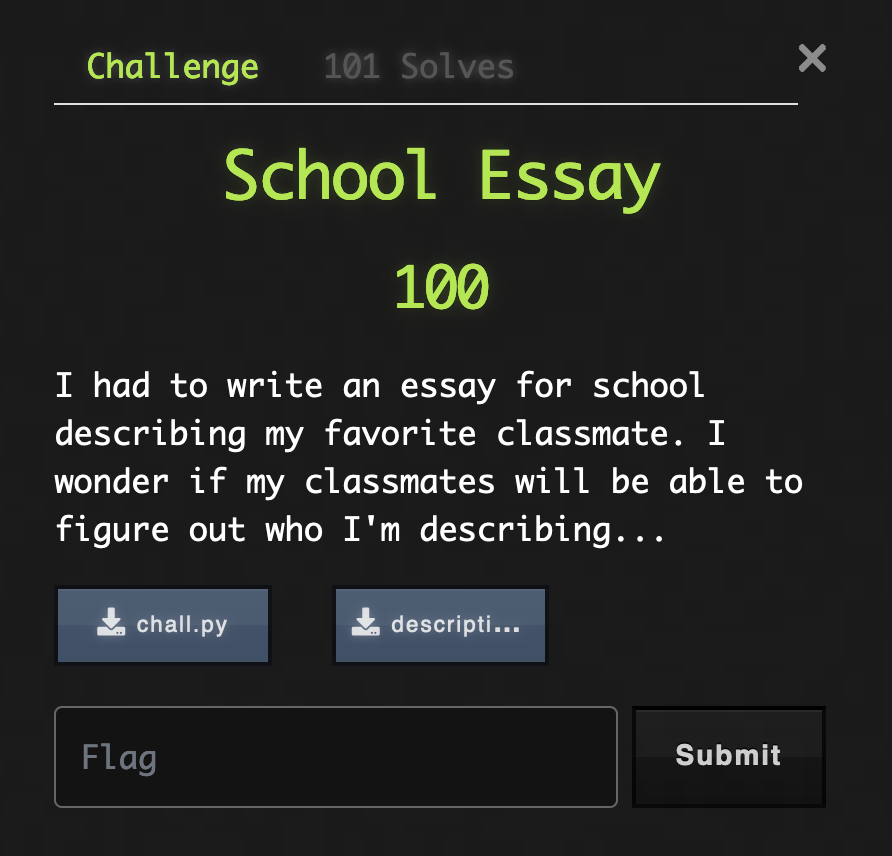 Challenge 101 Solves ×
School Essay
100
I had to write an essay for school
describing my favorite classmate. I
wonder if my classmates will be able to
figure out who I'm describing...
chall.py descripti...
Flag Submit